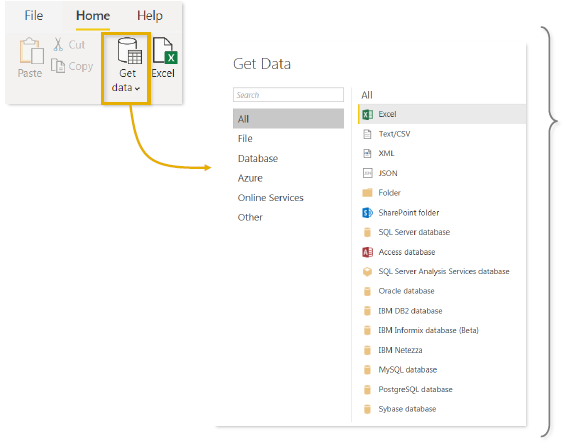 File Home Help
Paste
Cut
Copy
Get
data
Excel
Get Data
Search
All
File
Database
Azure
Online Services
Other
All
Excel
Text/CSV
XML
JSON
Folder
SharePoint folder
SQL Server database
Access database
SQL Server Analysis Services database
Oracle database
IBM DB2 database
IBM Informix database (Beta)
IBM Netezza
MySQL database
PostgreSQL database
Sybase database